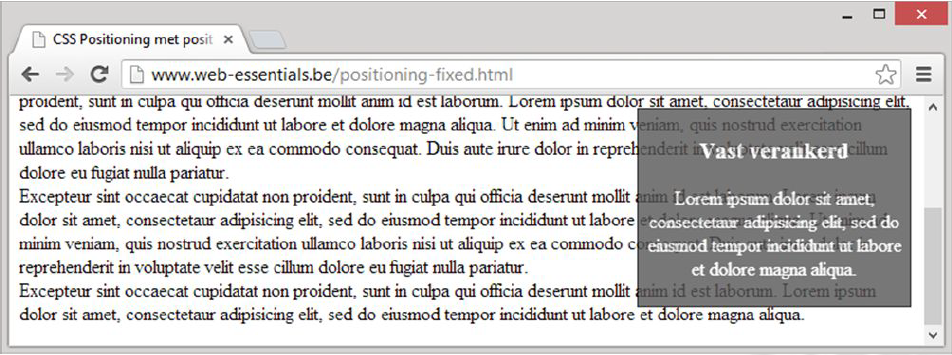 CSS Positioning met posit
www.web-essentials.be/positioning-fixed.html
proident, sunt in culpa qui officia deserunt mollit anim id est laborum. Lorem ipsum dolor sit amet, consectetur adipisicing elit,
sed do eiusmod tempor incididunt ut labore et dolore magna aliqua. Ut enim ad minim veniam, quis nostrud exercitation
ullamco laboris nisi ut aliquip ex ea commodo consequat. Duis aute irure dolor in reprehenderit in cillum
dolore eu fugiat nulla pariatur.
Excepteur sint occaecat cupidatat non proident, sunt in culpa qui officia deserunt mollit anim id est
dolor sit amet, consectetur adipisicing elit, sed do eiusmod tempor incididunt ut labore et
minim veniam, quis nostrud exercitation ullamco laboris nisi ut aliquip ex ea commodo
reprehenderit in voluptate velit esse cillum dolore eu fugiat nulla pariatur.
Excepteur sint occaecat cupidatat non proident, sunt in culpa qui officia deserunt mollit anim id est laborum. Lorem ipsum
dolor sit amet, consectetur adipisicing elit, sed do eiusmod tempor incididunt ut labore et dolore magna aliqua.
Vast verankerd
Lorem ipsum dolor sit amet,
consectetur adipisicing elit, sed do
eiusmod tempor incididunt ut labore
et dolore magna aliqua.